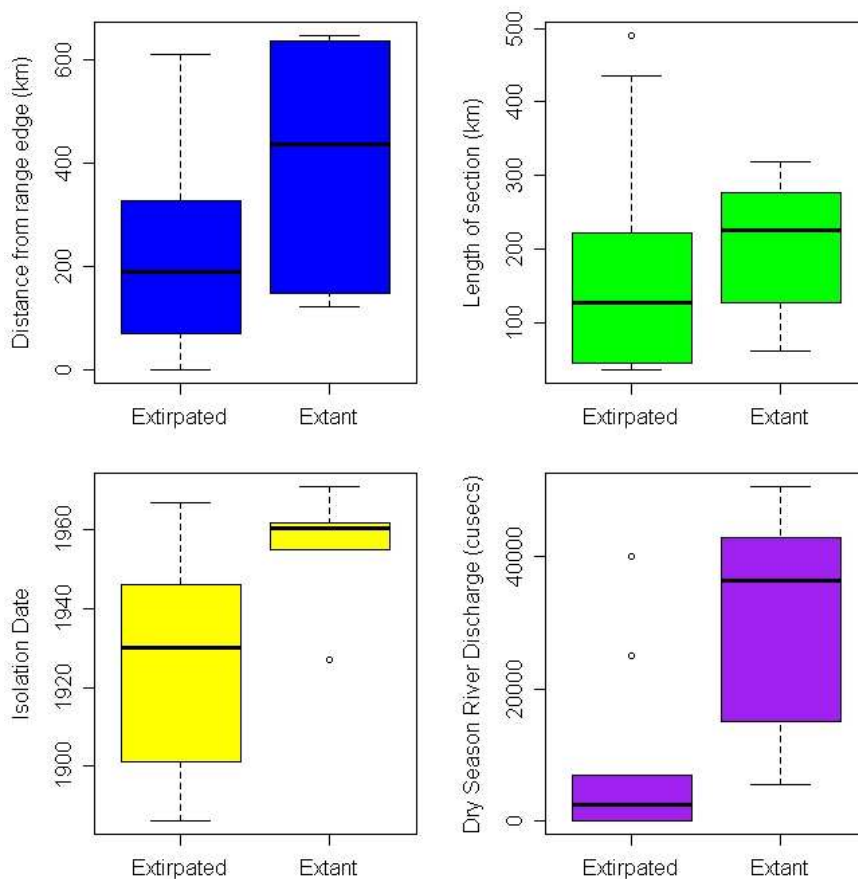 Distance from range edge (km)
600
400
200
0
Extirpated
Extant
Length of section (km)
500
400
300
200
100
Extirpated
Extant
Isolation Date
1960
1940
1920
1900
Extirpated
Extant
Dry Season River Discharge (cusecs)
40000
20000
0
Extirpated
Extant